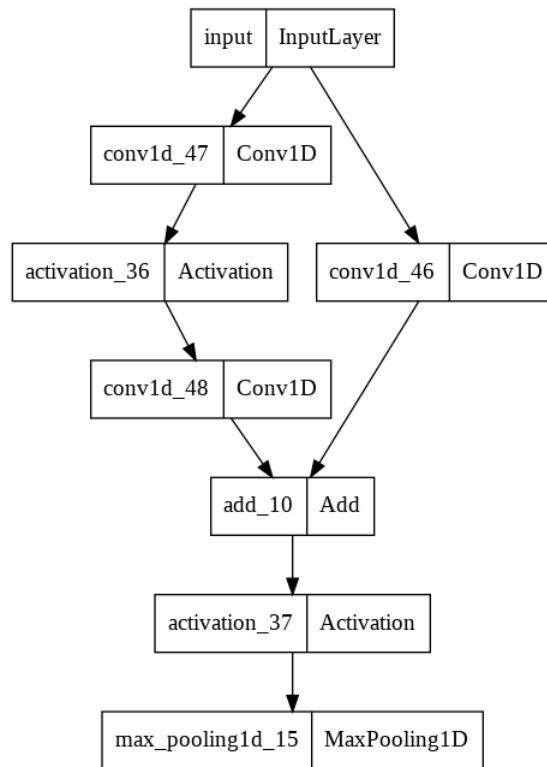 input InputLayer
conv1d_47 Conv1D
activation_36 Activation
conv1d_46 Conv1D
conv1d_48 Conv1D
add_10 Add
activation_37 Activation
max_pooling1d_15 MaxPooling1D